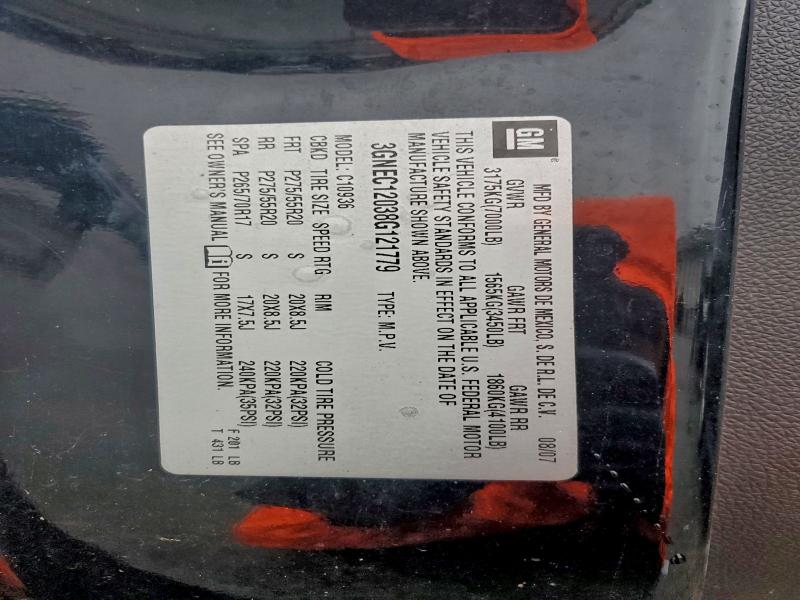 GM®
MFD BY GENERAL MOTORS DE MEXICO, S. DE R.L. DE C.V. 08/07
GVWR GAWR FRT GAWR RR
3175KG(7000LB) 1565KG(3450LB) 1860KG(4100LB)
THIS VEHICLE CONFORMS TO ALL APPLICABLE U.S. FEDERAL MOTOR
VEHICLE SAFETY STANDARDS IN EFFECT ON THE DATE OF
MANUFACTURE SHOWN ABOVE.
3GNEC12038G121779 TYPE: M.P.V.
MODEL: C10936
CBKD TIRE SIZE SPEED RTG RIM COLD TIRE PRESSURE
FRT P275/55R20 S 20X8.5J 220KPA(32PSI)
RR P275/55R20 S 20X8.5J 220KPA(32PSI)
SPA P265/70R17 S 17X7.5J 240KPA(35PSI)
SEE OWNER'S MANUAL FOR MORE INFORMATION.
F 201 LB
T 431 LB